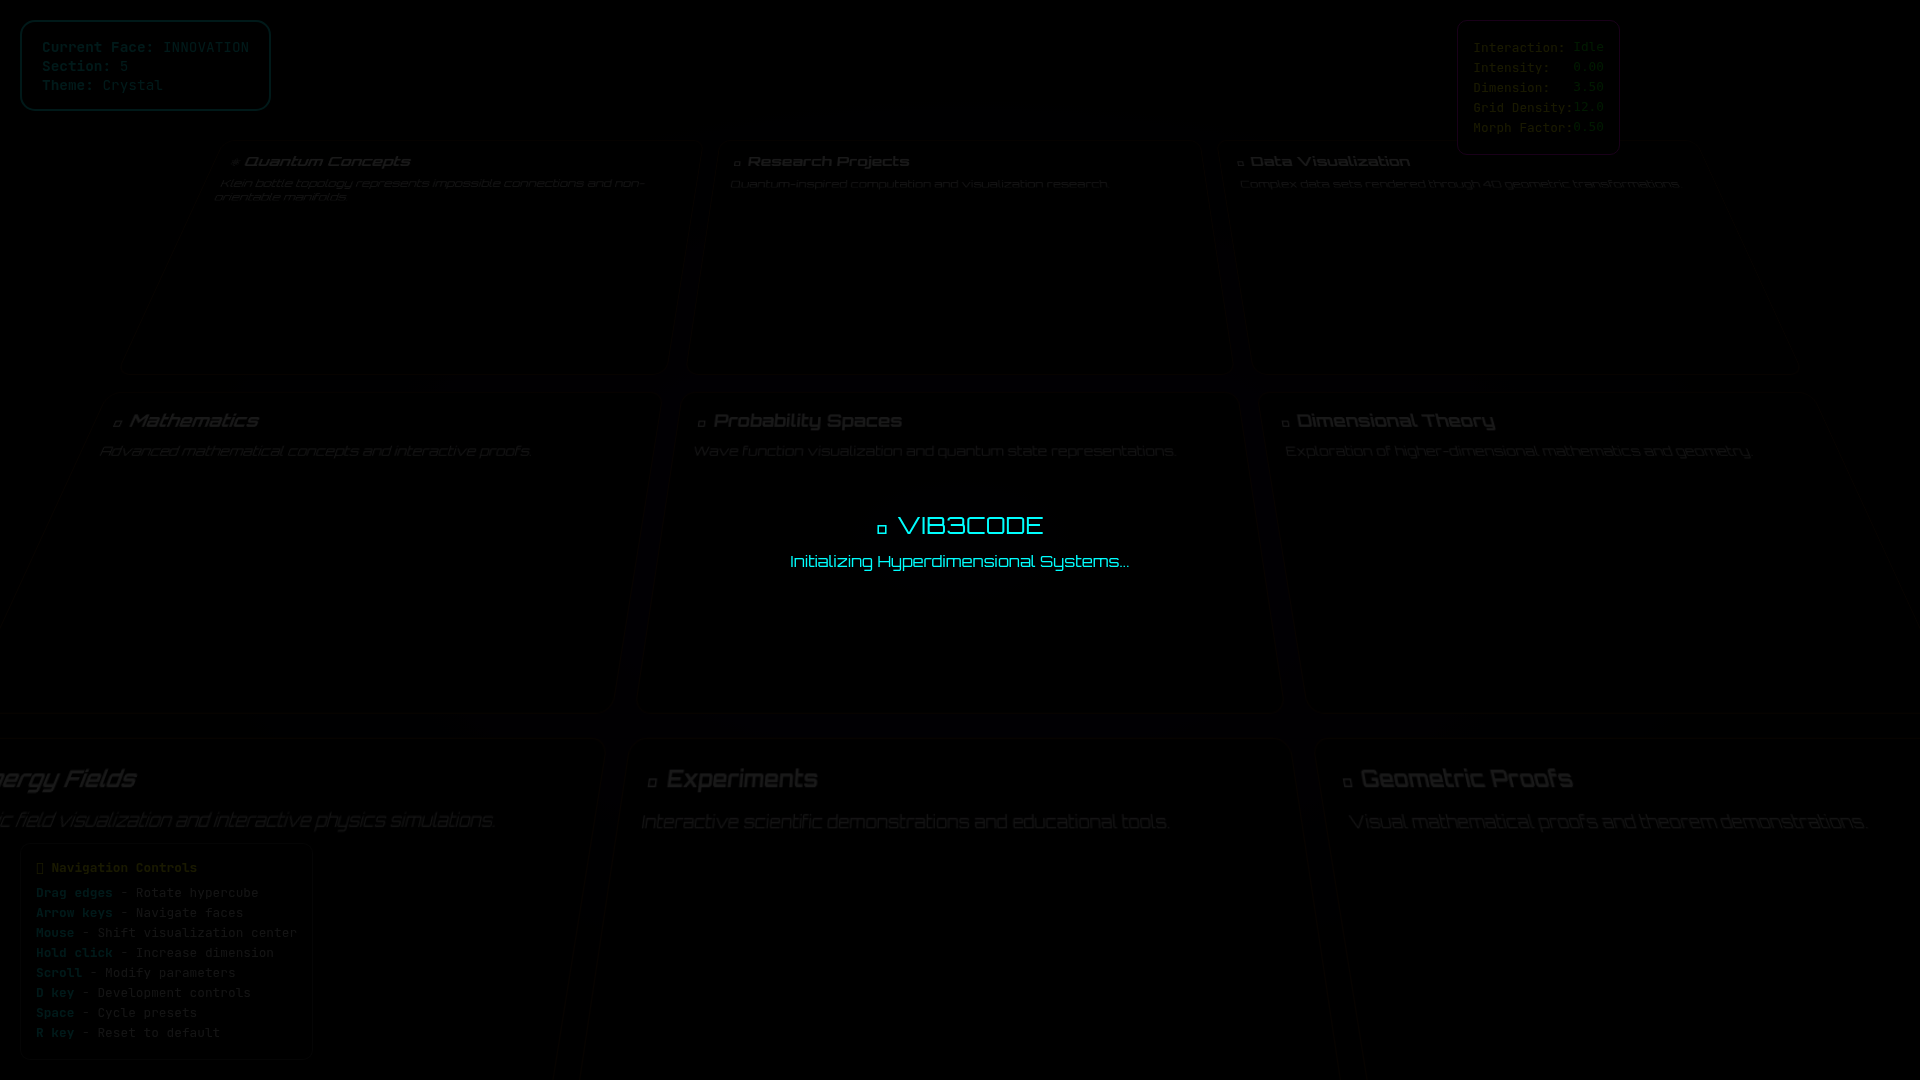 Current Face: INNOVATION
Section: 5
Theme: Crystal
Interaction: Idle
Intensity: 0.00
Dimension: 3.50
Grid Density: 12.0
Morph Factor: 0.50
Quantum Concepts
Klein bottle topology represents impossible connections and non-
orientable manifolds.
Research Projects
Quantum-inspired computation and visualization research.
Data Visualization
Complex data sets rendered through 4D geometric transformations.
Mathematics
Advanced mathematical concepts and interactive proofs.
Probability Spaces
Wave function visualization and quantum state representations.
Dimensional Theory
Exploration of higher-dimensional mathematics and geometry.
VIB3CODE
Initializing Hyperdimensional Systems...
Fields
field visualization and interactive physics simulations.
Experiments
Interactive scientific demonstrations and educational tools.
Geometric Proofs
Visual mathematical proofs and theorem demonstrations.
Navigation Controls
Drag edges - Rotate hypercube
Arrow keys - Navigate faces
Mouse - Shift visualization center
Hold click - Increase dimension
Scroll - Modify parameters
D key - Development controls
Space - Cycle presets
R key - Reset to default